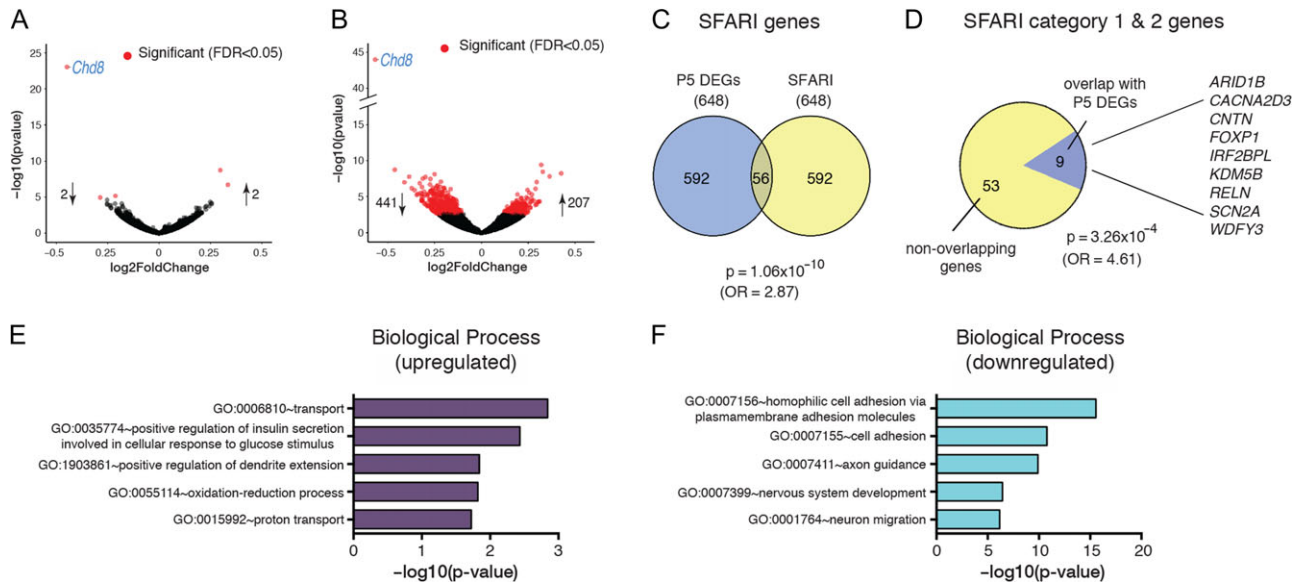 A
Significant (FDR<0.05)
Chd8
25
20
15
10
5
0
−log10(pvalue)
2
2
-0.5
0.25
0
0.25
0.5
log2FoldChange
B
Significant (FDR<0.05)
Chd8
45
40
15
10
5
0
−log10(pvalue)
441
207
-0.5
0.25
0
0.25
0.5
log2FoldChange
C
SFARI genes
P5 DEGs
(648)
SFARI
(648)
592
56
592
p = 1.06x10⁻¹⁰
(OR = 2.87)
D
SFARI category 1 & 2 genes
overlap with
P5 DEGs
9
53
non-overlapping
genes
p = 3.26x10⁻⁴
(OR = 4.61)
ARID1B
CACNA2D3
CNTN
FOXP1
IRF2BPL
KDM5B
RELN
SCN2A
WDFY3
E
Biological Process
(upregulated)
GO:0006810~transport
GO:0035774~positive regulation of insulin secretion
involved in cellular response to glucose stimulus
GO:1903861~positive regulation of dendrite extension
GO:0055114~oxidation-reduction process
GO:0015992~proton transport
0
1
2
3
−log10(p-value)
F
Biological Process
(downregulated)
GO:0007156~homophilic cell adhesion via
plasmamembrane adhesion molecules
GO:0007155~cell adhesion
GO:0007411~axon guidance
GO:0007399~nervous system development
GO:0001764~neuron migration
0
5
10
15
20
−log10(p-value)